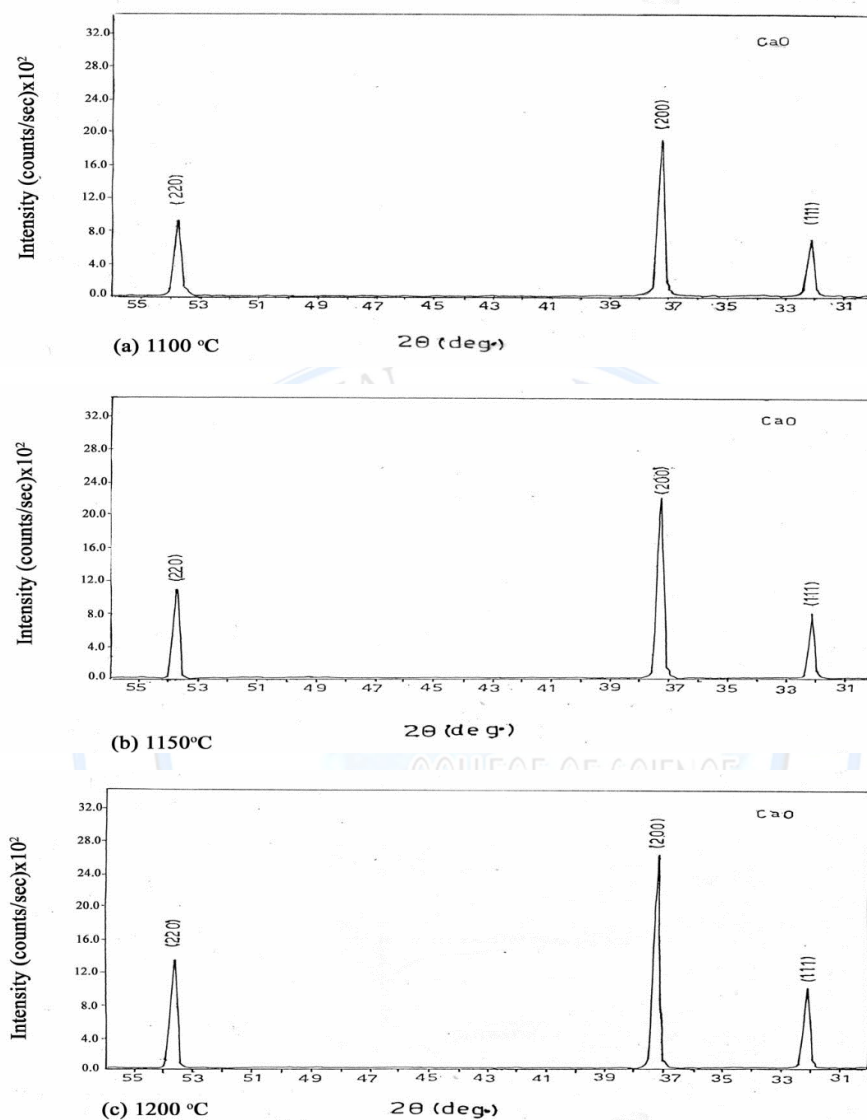 32.0
CaO
28.0
24.0
20.0
(200)
16.0
(220)
12.0
(111)
8.0
4.0
0.0
55 53 51 49 47 45 43 41 39 37 35 33 31
Intensity (counts/sec)x10²
(a) 1100 °C
2θ (deg.)
32.0
CaO
28.0
24.0
(200)
20.0
16.0
(220)
12.0
(111)
8.0
4.0
0.0
55 53 51 49 47 45 43 41 39 37 35 33 31
Intensity (counts/sec)x10²
(b) 1150°C
2θ (deg.)
COLLEGE OF SCIENCE
32.0
CaO
28.0
(200)
24.0
20.0
16.0
(220)
12.0
(111)
8.0
4.0
0.0
55 53 51 49 47 45 43 41 39 37 35 33 31
Intensity (counts/sec)x10²
(c) 1200 °C
2θ (deg.)